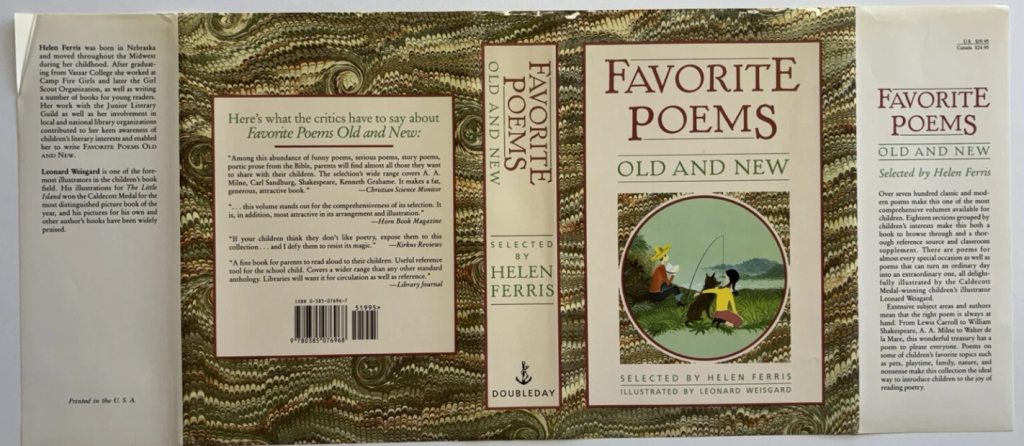 Helen Ferris was born in Nebraska
and moved throughout the Midwest
during her childhood. After graduat-
ing from Vassar College she worked at
Camp Fire Girls and later the Girl
Scout Organization, as well as writing
a number of books for young readers.
Her work with the Junior Literary
Guild as well as her involvement in
local and national library organizations
contributed to her keen awareness of
children's literary interests and enabled
her to write FAVORITE POEMS OLD
AND NEW.
Leonard Weisgard is one of the fore-
most illustrators in the children's book
field. His illustrations for The Little
Island won the Caldecott Medal for the
most distinguished picture book of the
year, and his pictures for his own and
other author's books have been widely
praised.
Printed in the U. S. A.
Here's what the critics have to say about
Favorite Poems Old and New:
"Among this abundance of funny poems, serious poems, story poems,
poetic prose from the Bible, parents will find almost all those they want
to share with their children. The selection's wide range covers A. A.
Milne, Carl Sandburg, Shakespeare, Kenneth Grahame. It makes a fat,
generous, attractive book."
—Christian Science Monitor
". . . this volume stands out for the comprehensiveness of its selection. It
is, in addition, most attractive in its arrangement and illustration."
—Horn Book Magazine
"If your children think they don't like poetry, expose them to this
collection . . . and I defy them to resist its magic." —Kirkus Reviews
"A fine book for parents to read aloud to their children. Useful reference
tool for the school child. Covers a wider range than any other standard
anthology. Libraries will want it for circulation as well as reference."
—Library Journal
ISBN 0-385-07696-7
51995>
9 780385 076968
FAVORITE
POEMS
OLD AND NEW
SELECTED
BY
HELEN
FERRIS
DOUBLEDAY
FAVORITE
POEMS
OLD AND NEW
SELECTED BY HELEN FERRIS
ILLUSTRATED BY LEONARD WEISGARD
U.S. $19.95
Canada $24.95
FAVORITE
POEMS
OLD AND NEW
Selected by Helen Ferris
Over seven hundred classic and mod-
ern poems make this one of the most
comprehensive volumes available for
children. Eighteen sections grouped by
children's interests make this both a
book to browse through and a thor-
ough reference source and classroom
supplement. There are poems for
almost every special occasion as well as
poems that can turn an ordinary day
into an extraordinary one, all delight-
fully illustrated by the Caldecott
Medal-winning children's illustrator
Leonard Weisgard.
Extensive subject areas and authors
mean that the right poem is always at
hand. From Lewis Carroll to William
Shakespeare, A. A. Milne to Walter de
la Mare, this wonderful treasury has a
poem to please everyone. Poems on
some of children's favorite topics such
as pets, playtime, family, nature, and
nonsense make this collection the ideal
way to introduce children to the joy of
reading poetry.